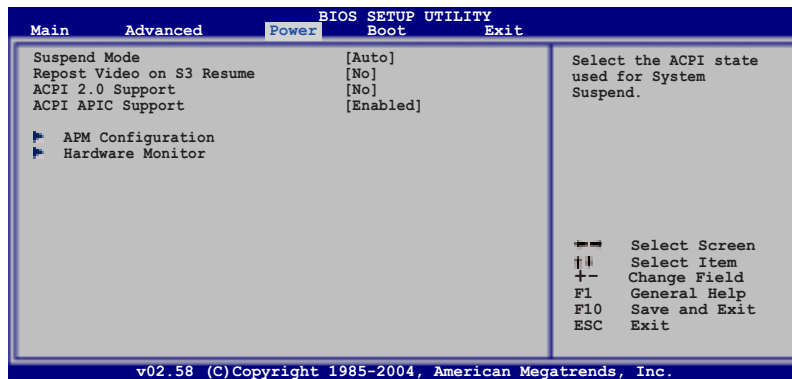 BIOS SETUP UTILITY
Main Advanced Power Boot Exit
Suspend Mode [Auto]
Repost Video on S3 Resume [No]
ACPI 2.0 Support [No]
ACPI APIC Support [Enabled]
APM Configuration
Hardware Monitor
Select the ACPI state
used for System
Suspend.
Select Screen
Select Item
+- Change Field
F1 General Help
F10 Save and Exit
ESC Exit
v02.58 (C)Copyright 1985-2004, American Megatrends, Inc.